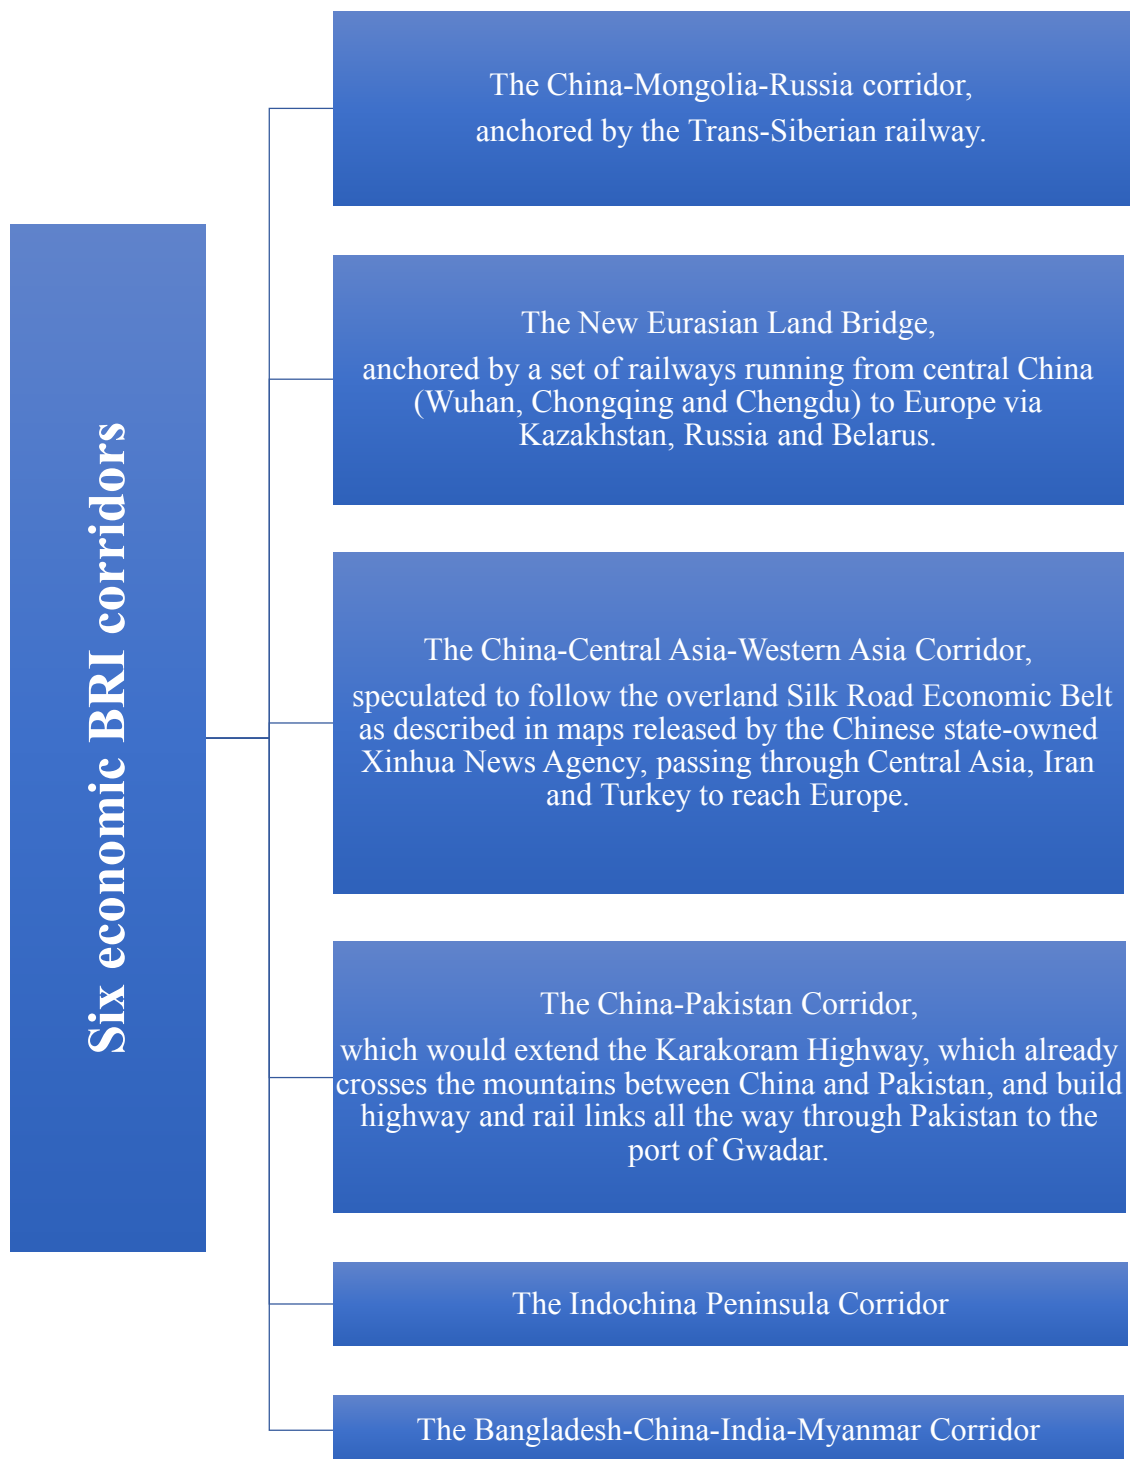 Six economic BRI corridors
The China-Mongolia-Russia corridor,
anchored by the Trans-Siberian railway.
The New Eurasian Land Bridge,
anchored by a set of railways running from central China
(Wuhan, Chongqing and Chengdu) to Europe via
Kazakhstan, Russia and Belarus.
The China-Central Asia-Western Asia Corridor,
speculated to follow the overland Silk Road Economic Belt
as described in maps released by the Chinese state-owned
Xinhua News Agency, passing through Central Asia, Iran
and Turkey to reach Europe.
The China-Pakistan Corridor,
which would extend the Karakoram Highway, which already
crosses the mountains between China and Pakistan, and build
highway and rail links all the way through Pakistan to the
port of Gwadar.
The Indochina Peninsula Corridor
The Bangladesh-China-India-Myanmar Corridor